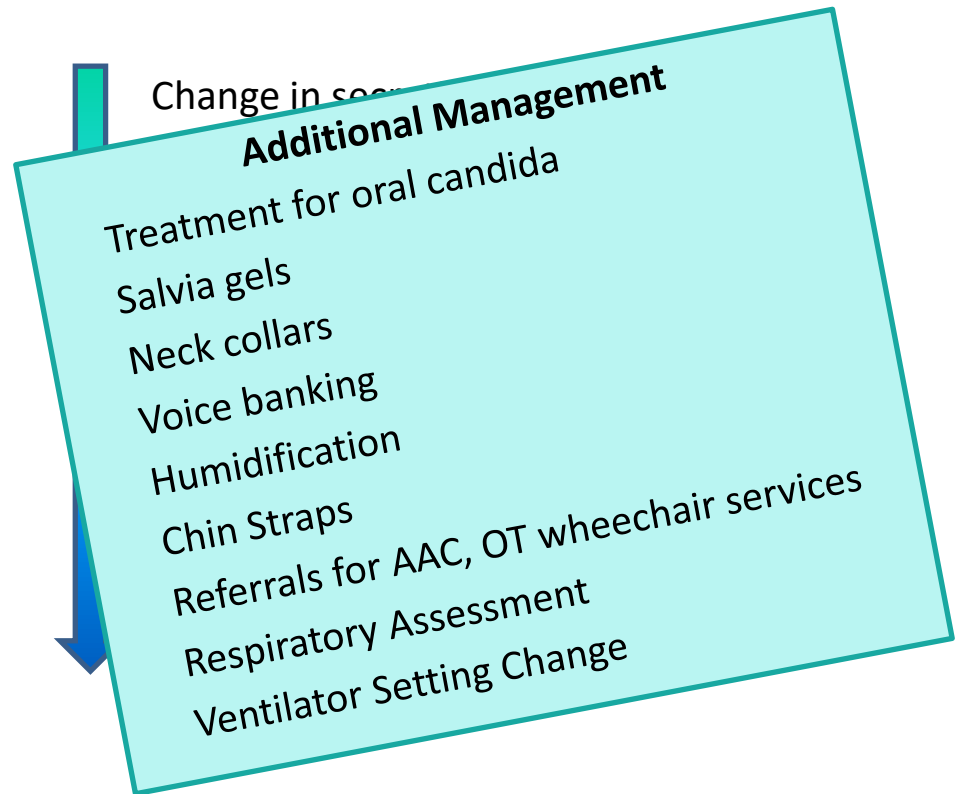 Change in
Additional Management
Treatment for oral candida
Salvia gels
Neck collars
Voice banking
Humidification
Chin Straps
Referrals for AAC, OT wheechair services
Respiratory Assessment
Ventilator Setting Change